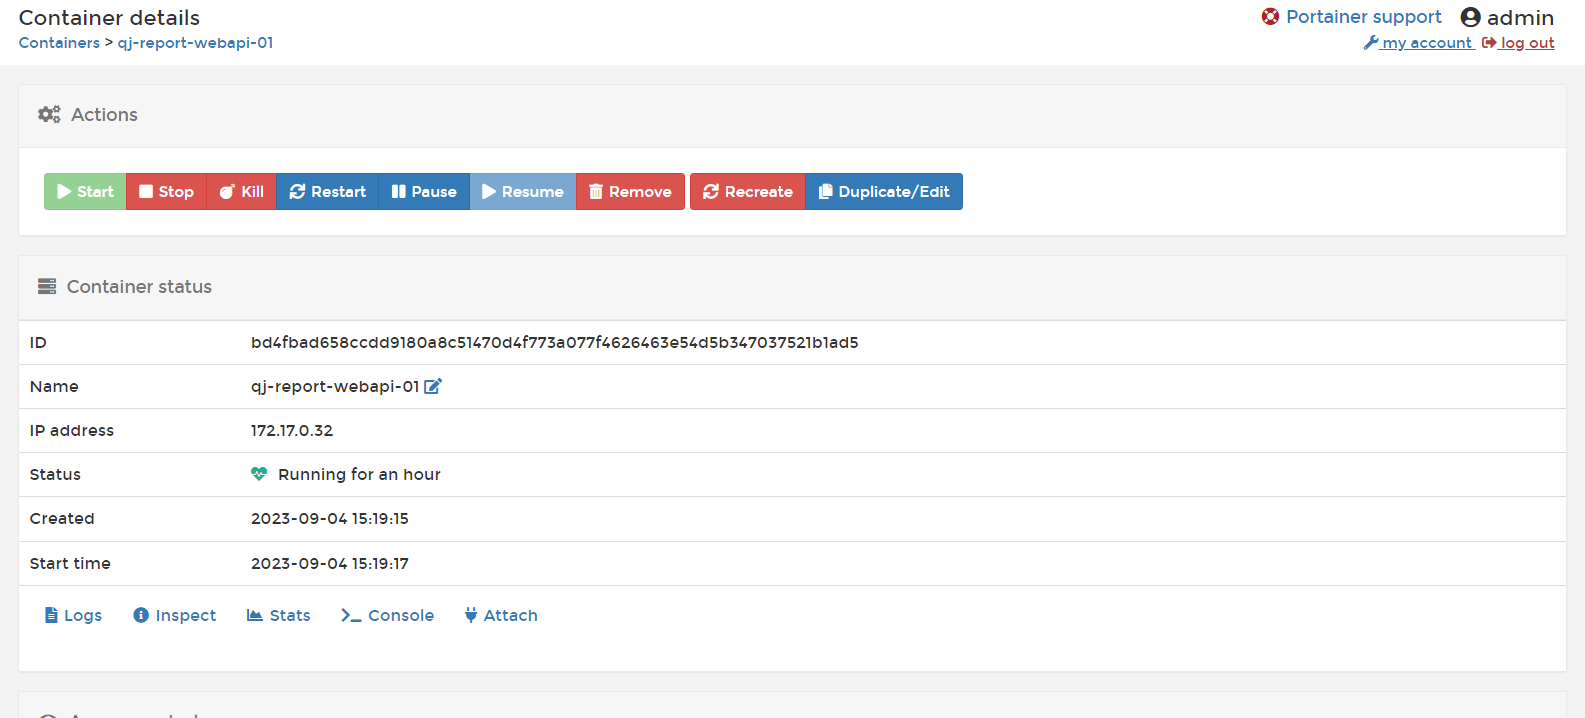 Container details
Portainer support admin
Containers > qj-report-webapi-01
my account log out
Actions
Start Stop Kill Restart Pause Resume Remove Recreate Duplicate/Edit
Container status
ID bd4fbad658ccdd9180a8c51470d4f773a077f4626463e54d5b347037521b1ad5
Name qj-report-webapi-01
IP address 172.17.0.32
Status Running for an hour
Created 2023-09-04 15:19:15
Start time 2023-09-04 15:19:17
Logs Inspect Stats Console Attach